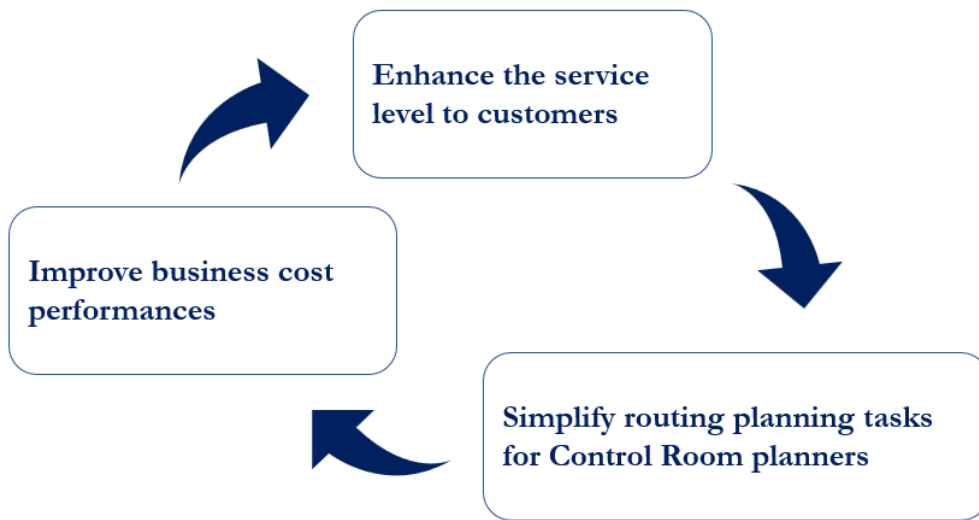 Enhance the service
level to customers
Improve business cost
performances
Simplify routing planning tasks
for Control Room planners